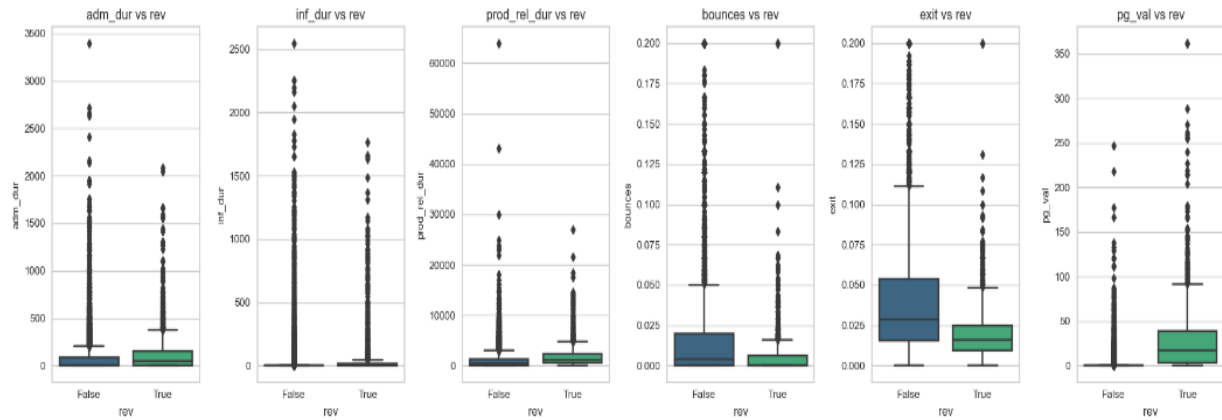 adm_dur vs rev
3500
3000
2500
2000
1500
1000
500
0
adm_dur
False True
rev
inf_dur vs rev
2500
2000
1500
1000
500
0
inf_dur
False True
rev
prod_rel_dur vs rev
60000
50000
40000
30000
20000
10000
0
prod_rel_dur
False True
rev
bounces vs rev
0.200
0.175
0.150
0.125
0.100
0.075
0.050
0.025
0.000
bounces
False True
rev
exit vs rev
0.200
0.175
0.150
0.125
0.100
0.075
0.050
0.025
0.000
exit
False True
rev
pg_val vs rev
350
300
250
200
150
100
50
0
pg_val
False True
rev